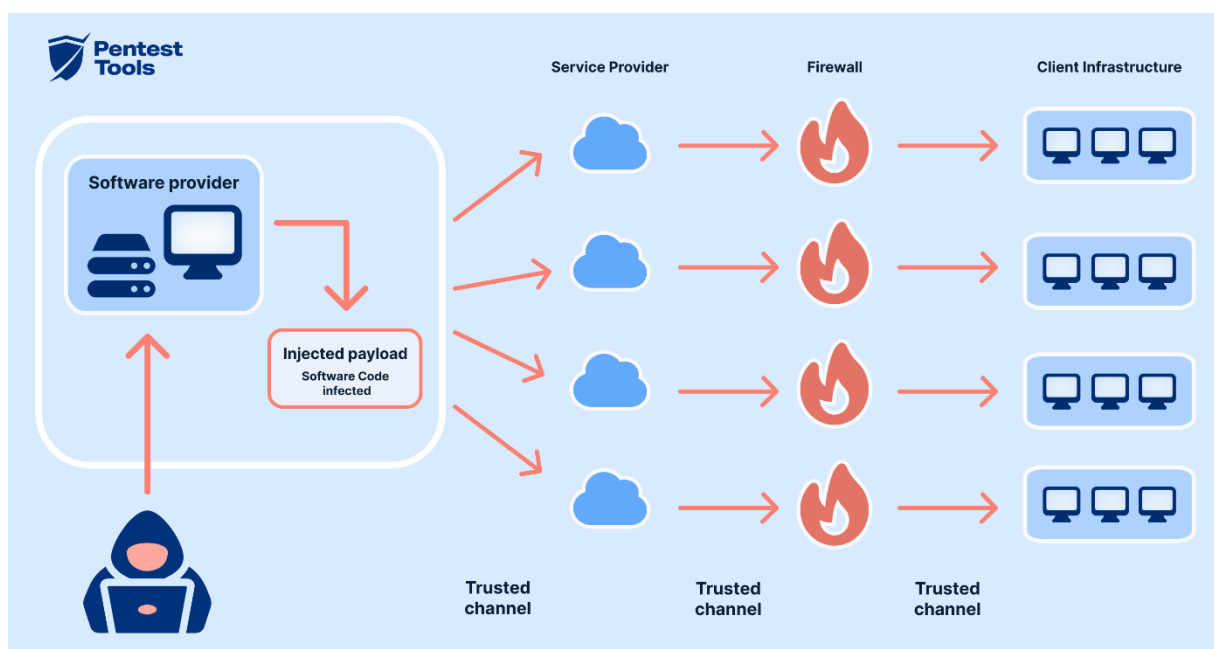 Pentest
Tools
Service Provider
Firewall
Client Infrastructure
Software provider
Injected payload
Software Code
infected
Trusted
channel
Trusted
channel
Trusted
channel